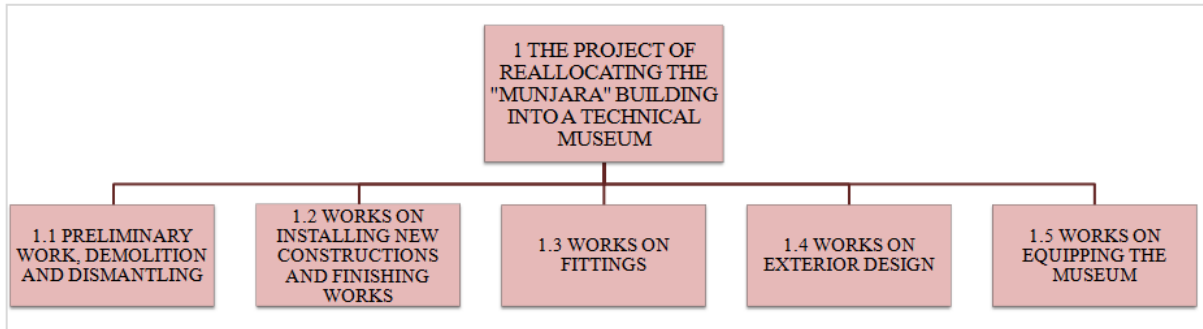 1 THE PROJECT OF
REALLOCATING THE
"MUNJARA" BUILDING
INTO A TECHNICAL
MUSEUM
1.1 PRELIMINARY
WORK, DEMOLITION
AND DISMANTLING
1.2 WORKS ON
INSTALLING NEW
CONSTRUCTIONS
AND FINISHING
WORKS
1.3 WORKS ON
FITTINGS
1.4 WORKS ON
EXTERIOR DESIGN
1.5 WORKS ON
EQUIPPING THE
MUSEUM